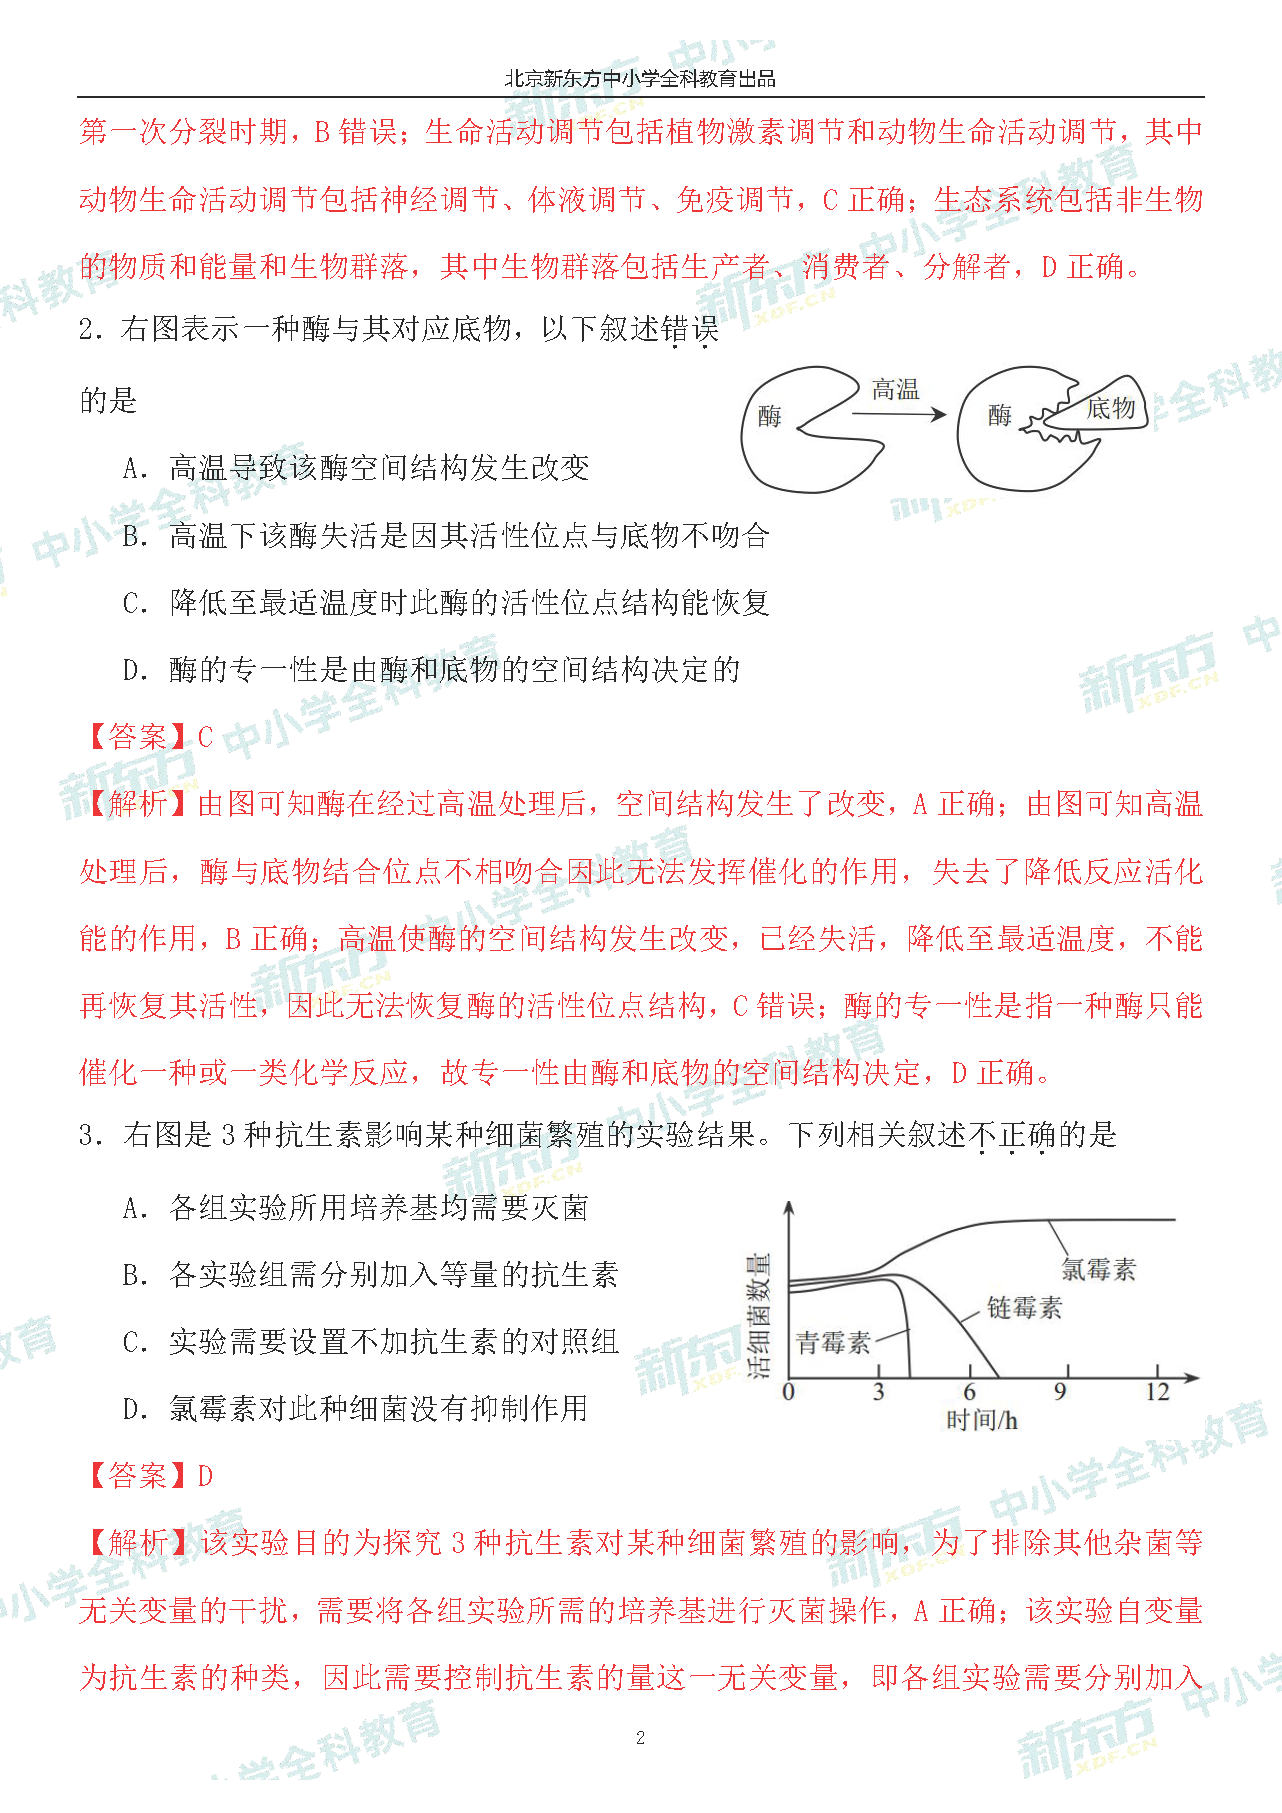 北京新东方中小学全科教育出品
第一次分裂时期，B 错误；生命活动调节包括植物激素调节和动物生命活动调节，其中
动物生命活动调节包括神经调节、体液调节、免疫调节，C 正确；生态系统包括非生物
的物质和能量和生物群落，其中生物群落包括生产者、消费者、分解者，D 正确。
2．右图表示一种酶与其对应底物，以下叙述错误
的是
酶
高温
酶
底物
A．高温导致该酶空间结构发生改变
B．高温下该酶失活是因其活性位点与底物不吻合
C．降低至最适温度时此酶的活性位点结构能恢复
D．酶的专一性是由酶和底物的空间结构决定的
【答案】C
【解析】由图可知酶在经过高温处理后，空间结构发生了改变，A 正确；由图可知高温
处理后，酶与底物结合位点不相吻合因此无法发挥催化的作用，失去了降低反应活化
能的作用，B 正确；高温使酶的空间结构发生改变，已经失活，降低至最适温度，不能
再恢复其活性，因此无法恢复酶的活性位点结构，C 错误；酶的专一性是指一种酶只能
催化一种或一类化学反应，故专一性由酶和底物的空间结构决定，D 正确。
3．右图是 3 种抗生素影响某种细菌繁殖的实验结果。下列相关叙述不正确的是
A．各组实验所用培养基均需要灭菌
B．各实验组需分别加入等量的抗生素
C．实验需要设置不加抗生素的对照组
D．氯霉素对此种细菌没有抑制作用
活细菌数量
氯霉素
链霉素
青霉素
0 3 6 9 12
时间/h
【答案】D
【解析】该实验目的为探究 3 种抗生素对某种细菌繁殖的影响，为了排除其他杂菌等
无关变量的干扰，需要将各组实验所需的培养基进行灭菌操作，A 正确；该实验自变量
为抗生素的种类，因此需要控制抗生素的量这一无关变量，即各组实验需要分别加入
2
新东方 XDF.CN 中小学全科教育